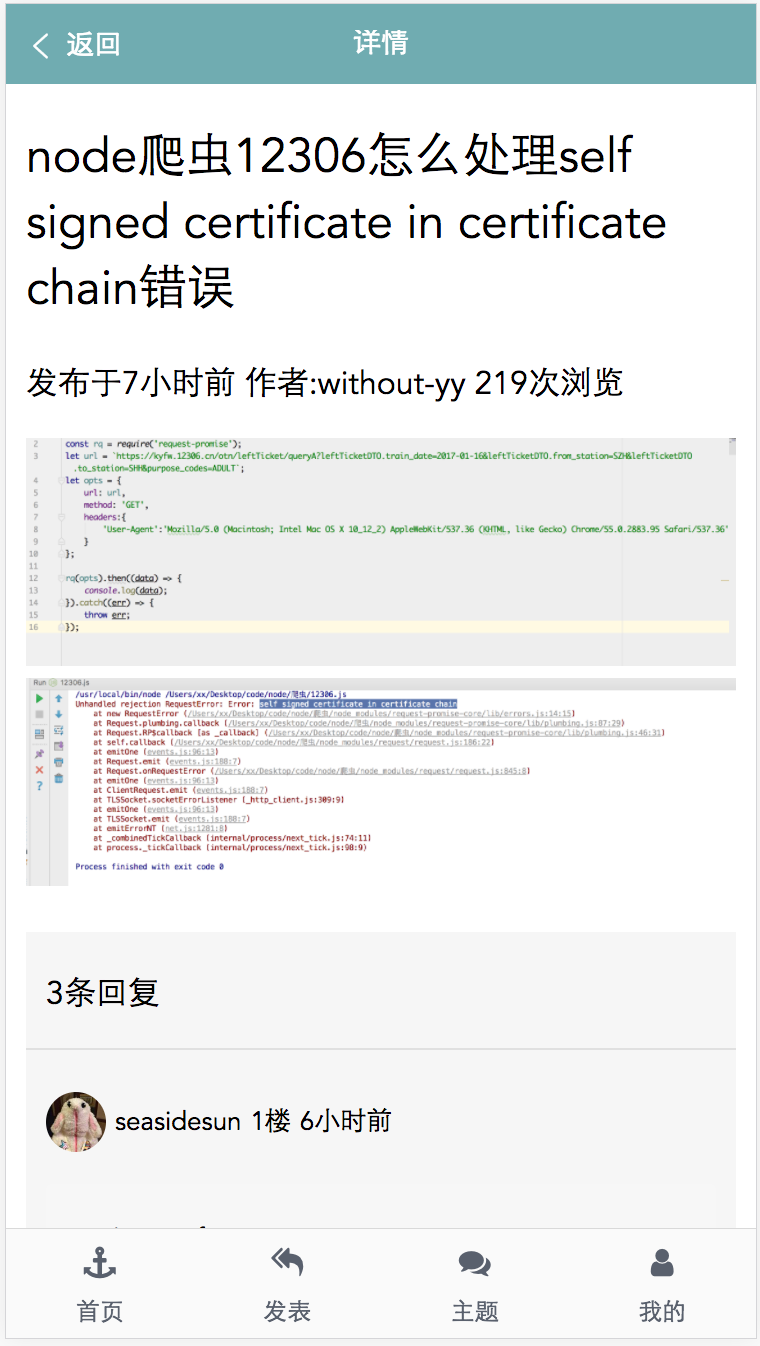 返回
详情
node爬虫12306怎么处理self
signed certificate in certificate
chain错误
发布于7小时前 作者:without-yy 219次浏览
2 const rq = require('request-promise');
3 let url = `https://kyfw.12306.cn/otn/leftTicket/queryA?leftTicketDTO.train_date=2017-01-16&leftTicketDTO.from_station=SZH&leftTicketDTO
.to_station=SHH&purpose_codes=ADULT`;
4 let opts = {
5 url: url,
6 method: 'GET',
7 headers:{
8 'User-Agent':'Mozilla/5.0 (Macintosh; Intel Mac OS X 10_12_2) AppleWebKit/537.36 (KHTML, like Gecko) Chrome/55.0.2883.95 Safari/537.36'
9 }
10 };
11
12 rq(opts).then((data) => {
13 console.log(data);
14 }).catch((err) => {
15 throw err;
16 });
Run 12306.js
/usr/local/bin/node /Users/xx/Desktop/code/node/爬虫/12306.js
Unhandled rejection RequestError: Error: self signed certificate in certificate chain
at new RequestError (/Users/xx/Desktop/code/node/爬虫/node_modules/request-promise-core/lib/errors.js:14:15)
at Request.plumbing.callback (/Users/xx/Desktop/code/node/爬虫/node_modules/request-promise-core/lib/plumbing.js:87:29)
at Request.RP$callback [as _callback] (/Users/xx/Desktop/code/node/爬虫/node_modules/request-promise-core/lib/plumbing.js:46:31)
at self.callback (/Users/xx/Desktop/code/node/爬虫/node_modules/request/request.js:186:22)
at emitOne (events.js:96:13)
at Request.emit (events.js:188:7)
at Request.onRequestError (/Users/xx/Desktop/code/node/爬虫/node_modules/request/request.js:845:8)
at emitOne (events.js:96:13)
at ClientRequest.emit (events.js:188:7)
at TLSSocket.socketErrorListener (_http_client.js:309:9)
at emitOne (events.js:96:13)
at TLSSocket.emit (events.js:188:7)
at emitErrorNT (net.js:1281:8)
at _combinedTickCallback (internal/process/next_tick.js:74:11)
at process._tickCallback (internal/process/next_tick.js:98:9)
Process finished with exit code 0
3条回复
seasidesun 1楼 6小时前
首页
发表
主题
我的